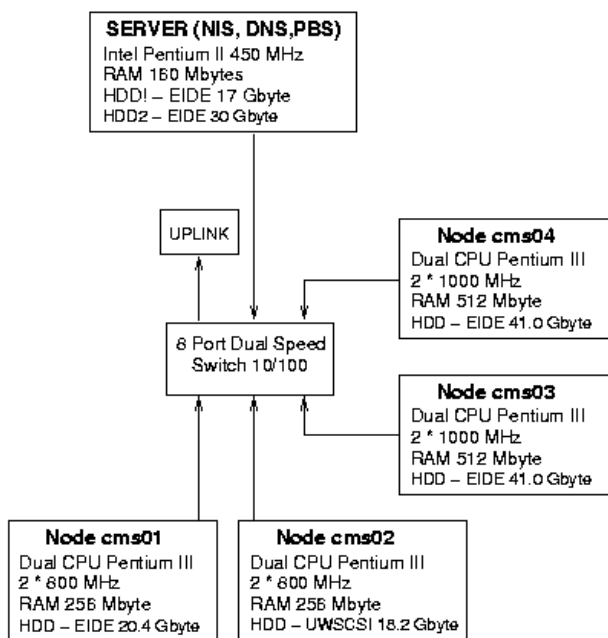 SERVER (NIS, DNS,PBS)
Intel Pentium II 450 MHz
RAM 160 Mbytes
HDD! – EIDE 17 Gbyte
HDD2 – EIDE 30 Gbyte
UPLINK
Node cms04
Dual CPU Pentium III
2 * 1000 MHz
RAM 512 Mbyte
HDD – EIDE 41.0 Gbyte
8 Port Dual Speed
Switch 10/100
Node cms03
Dual CPU Pentium III
2 * 1000 MHz
RAM 512 Mbyte
HDD – EIDE 41.0 Gbyte
Node cms01
Dual CPU Pentium III
2 * 800 MHz
RAM 256 Mbyte
HDD – EIDE 20.4 Gbyte
Node cms02
Dual CPU Pentium III
2 * 800 MHz
RAM 256 Mbyte
HDD – UWSCSI 18.2 Gbyte